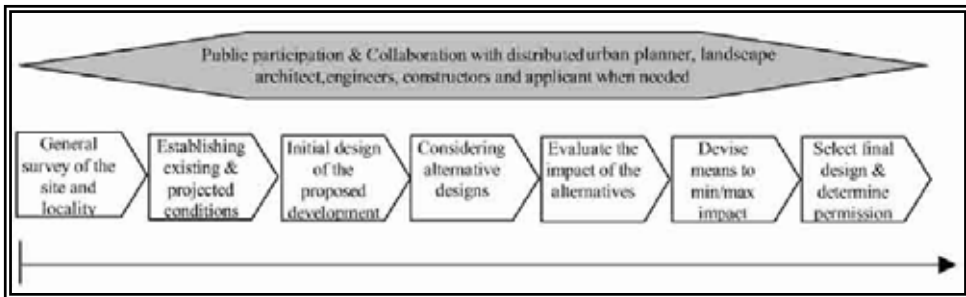 Public participation & Collaboration with distributed urban planner, landscape
architect,engineers, constructors and applicant when needed
General
survey of the
site and
locality
Establishing
existing &
projected
conditions
Initial design
of the
proposed
development
Considering
alternative
designs
Evaluate the
impact of the
alternatives
Devise
means to
min/max
impact
Select final
design &
determine
permission